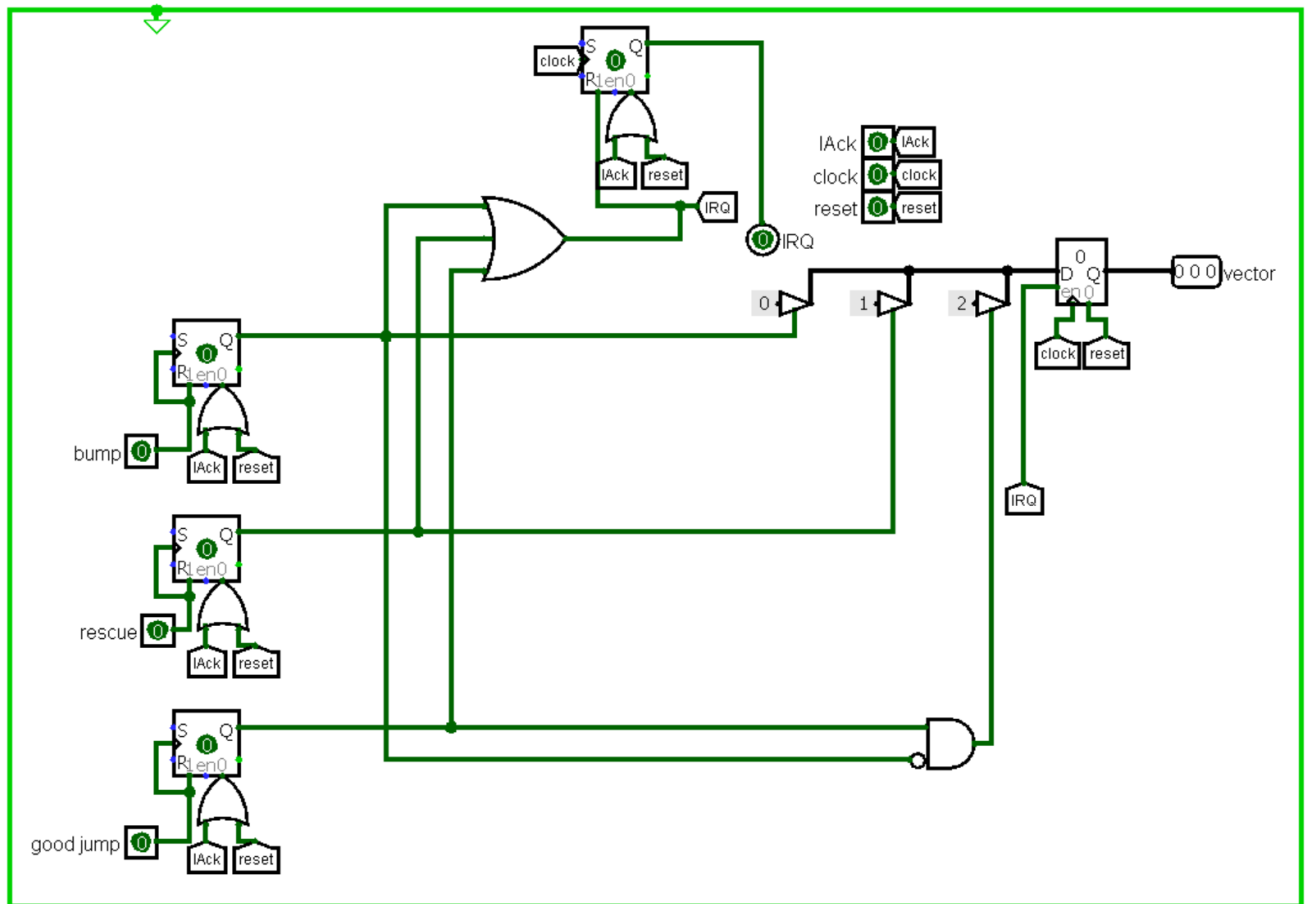 S Q
clock 0
R 1 en 0
IAck reset
IRQ
IAck 0 IAck
clock 0 clock
reset 0 reset
0 IRQ
0
D Q
en 0
0 0 0 vector
0 1 2
clock reset
S Q
0
R 1 en 0
bump 0
IAck reset
IRQ
S Q
0
R 1 en 0
rescue 0
IAck reset
S Q
0
R 1 en 0
good jump 0
IAck reset